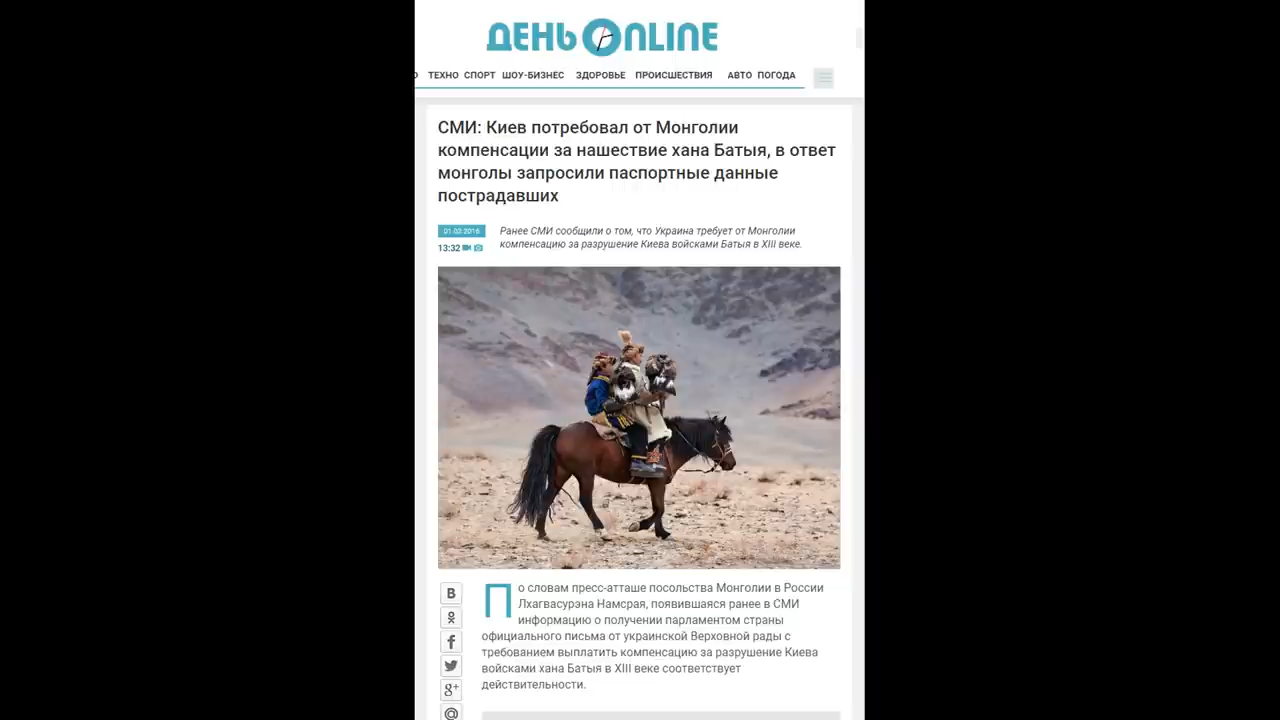 ДЕНЬ ONLINE
ТЕХНО СПОРТ ШОУ-БИЗНЕС ЗДОРОВЬЕ ПРОИСШЕСТВИЯ АВТО ПОГОДА
СМИ: Киев потребовал от Монголии
компенсации за нашествие хана Батыя, в ответ
монголы запросили паспортные данные
пострадавших
13:32
Ранее СМИ сообщили о том, что Украина требует от Монголии
компенсацию за разрушение Киева войсками Батыя в XIII веке.
По словам пресс-атташе посольства Монголии в России
Лхагвасурэна Намсрая, появившаяся ранее в СМИ
информацию о получении парламентом страны
официального письма от украинской Верховной рады с
требованием выплатить компенсацию за разрушение Киева
войсками хана Батыя в XIII веке соответствует
действительности.